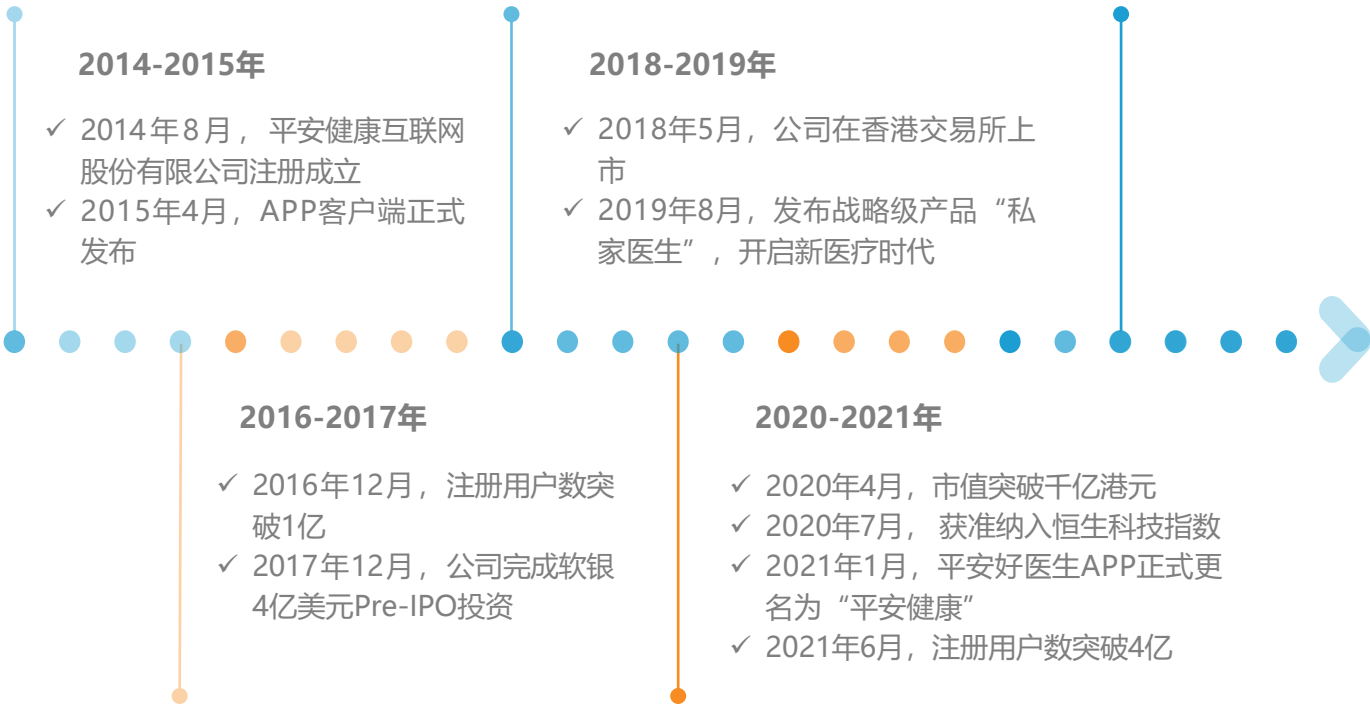 2014-2015年
✓ 2014年8月，平安健康互联网
股份有限公司注册成立
✓ 2015年4月，APP客户端正式
发布
2018-2019年
✓ 2018年5月，公司在香港交易所上
市
✓ 2019年8月，发布战略级产品“私
家医生”，开启新医疗时代
2016-2017年
✓ 2016年12月，注册用户数突
破1亿
✓ 2017年12月，公司完成软银
4亿美元Pre-IPO投资
2020-2021年
✓ 2020年4月，市值突破千亿港元
✓ 2020年7月， 获准纳入恒生科技指数
✓ 2021年1月，平安好医生APP正式更
名为“平安健康”
✓ 2021年6月，注册用户数突破4亿